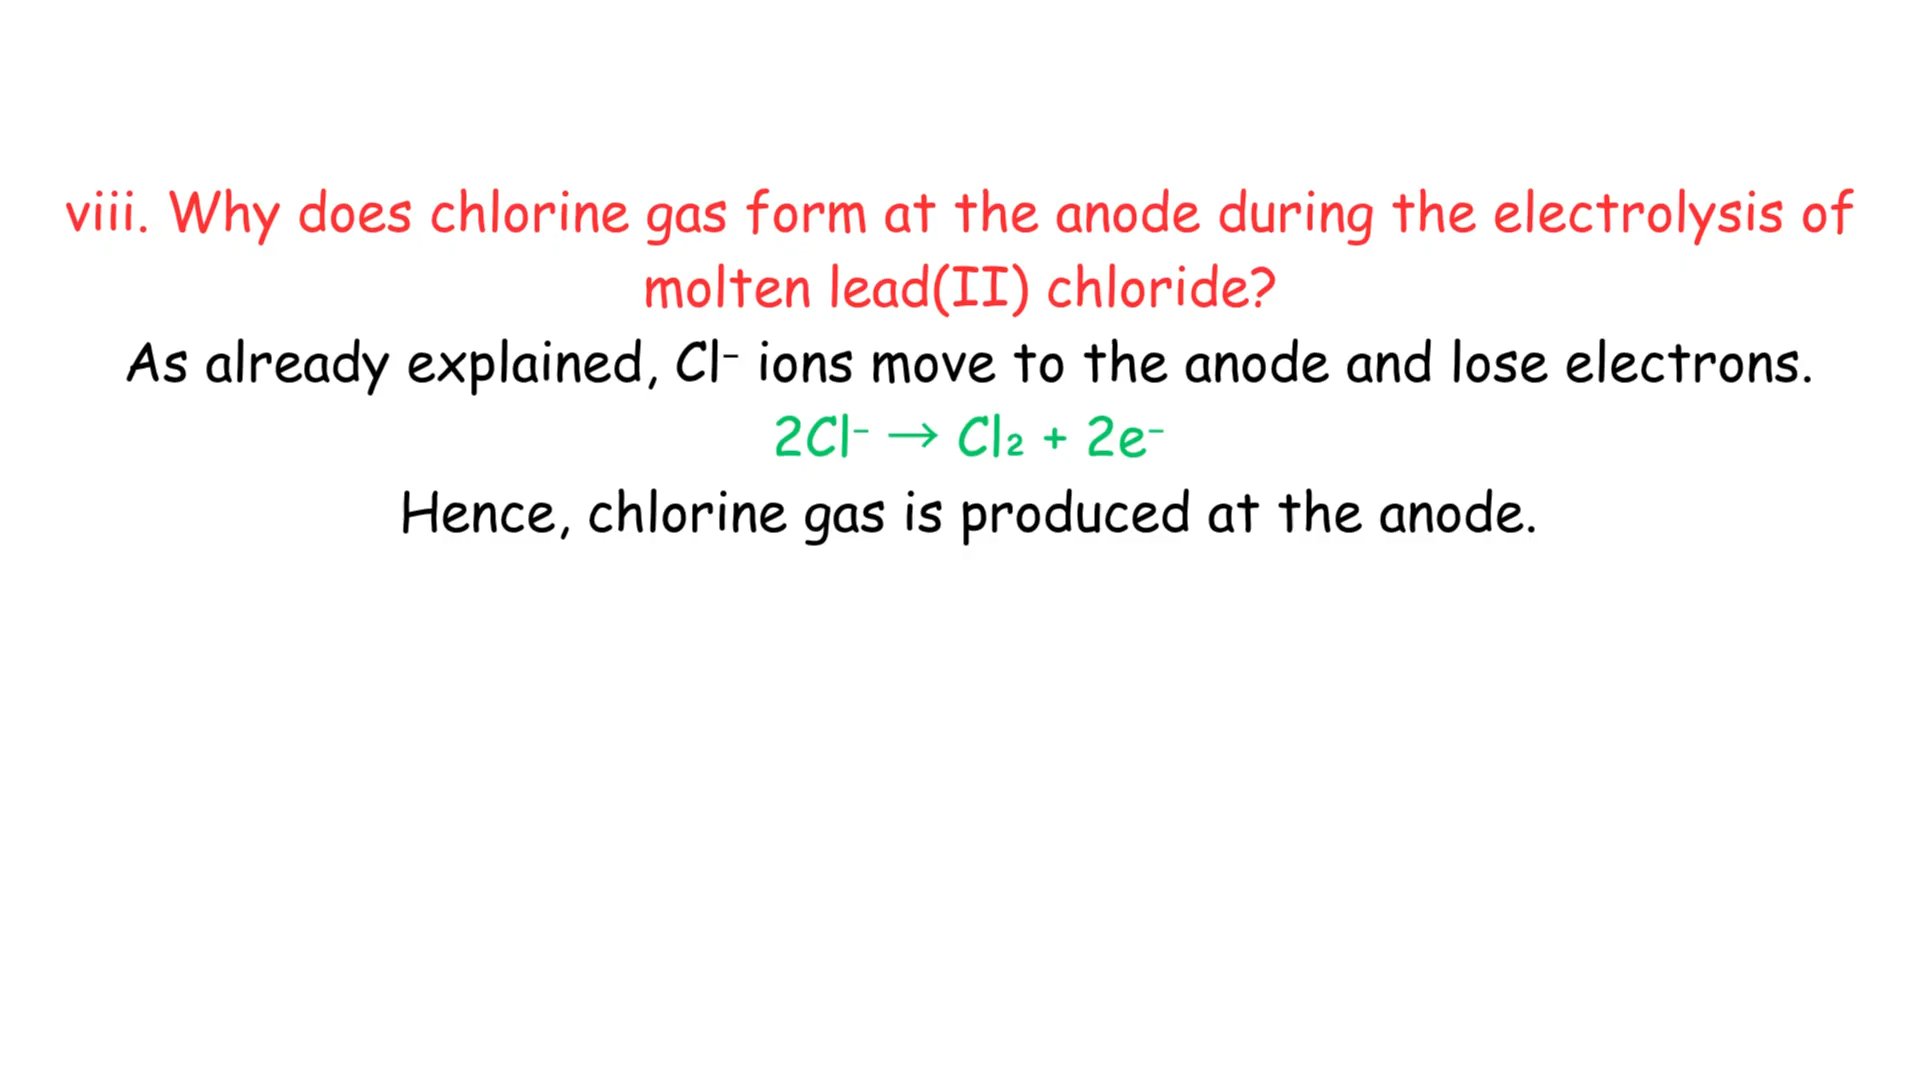 viii. Why does chlorine gas form at the anode during the electrolysis of
molten lead(II) chloride?
As already explained, Cl⁻ ions move to the anode and lose electrons.
2Cl⁻ → Cl₂ + 2e⁻
Hence, chlorine gas is produced at the anode.